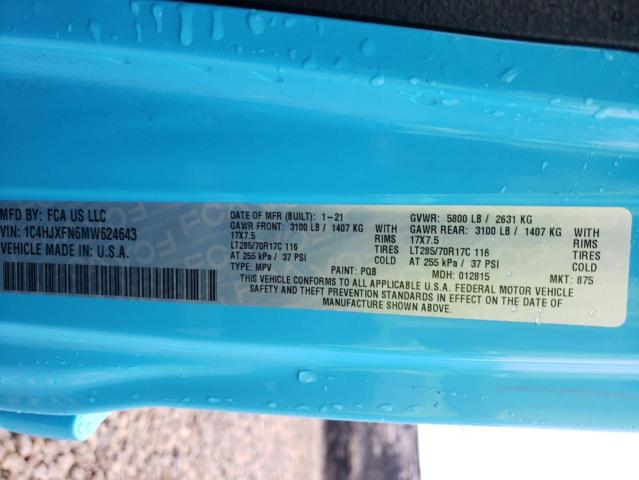 MFD BY: FCA US LLC
VIN: 1C4HJXFN6MW624643
VEHICLE MADE IN U.S.A.
DATE OF MFR (BUILT): 1-21
GVWR: 5800 LB / 2631 KG
GAWR FRONT: 3100 LB / 1407 KG WITH
GAWR REAR: 3100 LB / 1407 KG WITH
17X7.5 RIMS
17X7.5 RIMS
LT285/70R17C 116 TIRES
LT285/70R17C 116 TIRES
AT 255 kPa / 37 PSI COLD
AT 255 kPa / 37 PSI COLD
TYPE: MPV PAINT: PQB MDH: 012815 MKT: 875
THIS VEHICLE CONFORMS TO ALL APPLICABLE U.S.A. FEDERAL MOTOR VEHICLE
SAFETY AND THEFT PREVENTION STANDARDS IN EFFECT ON THE DATE OF
MANUFACTURE SHOWN ABOVE.